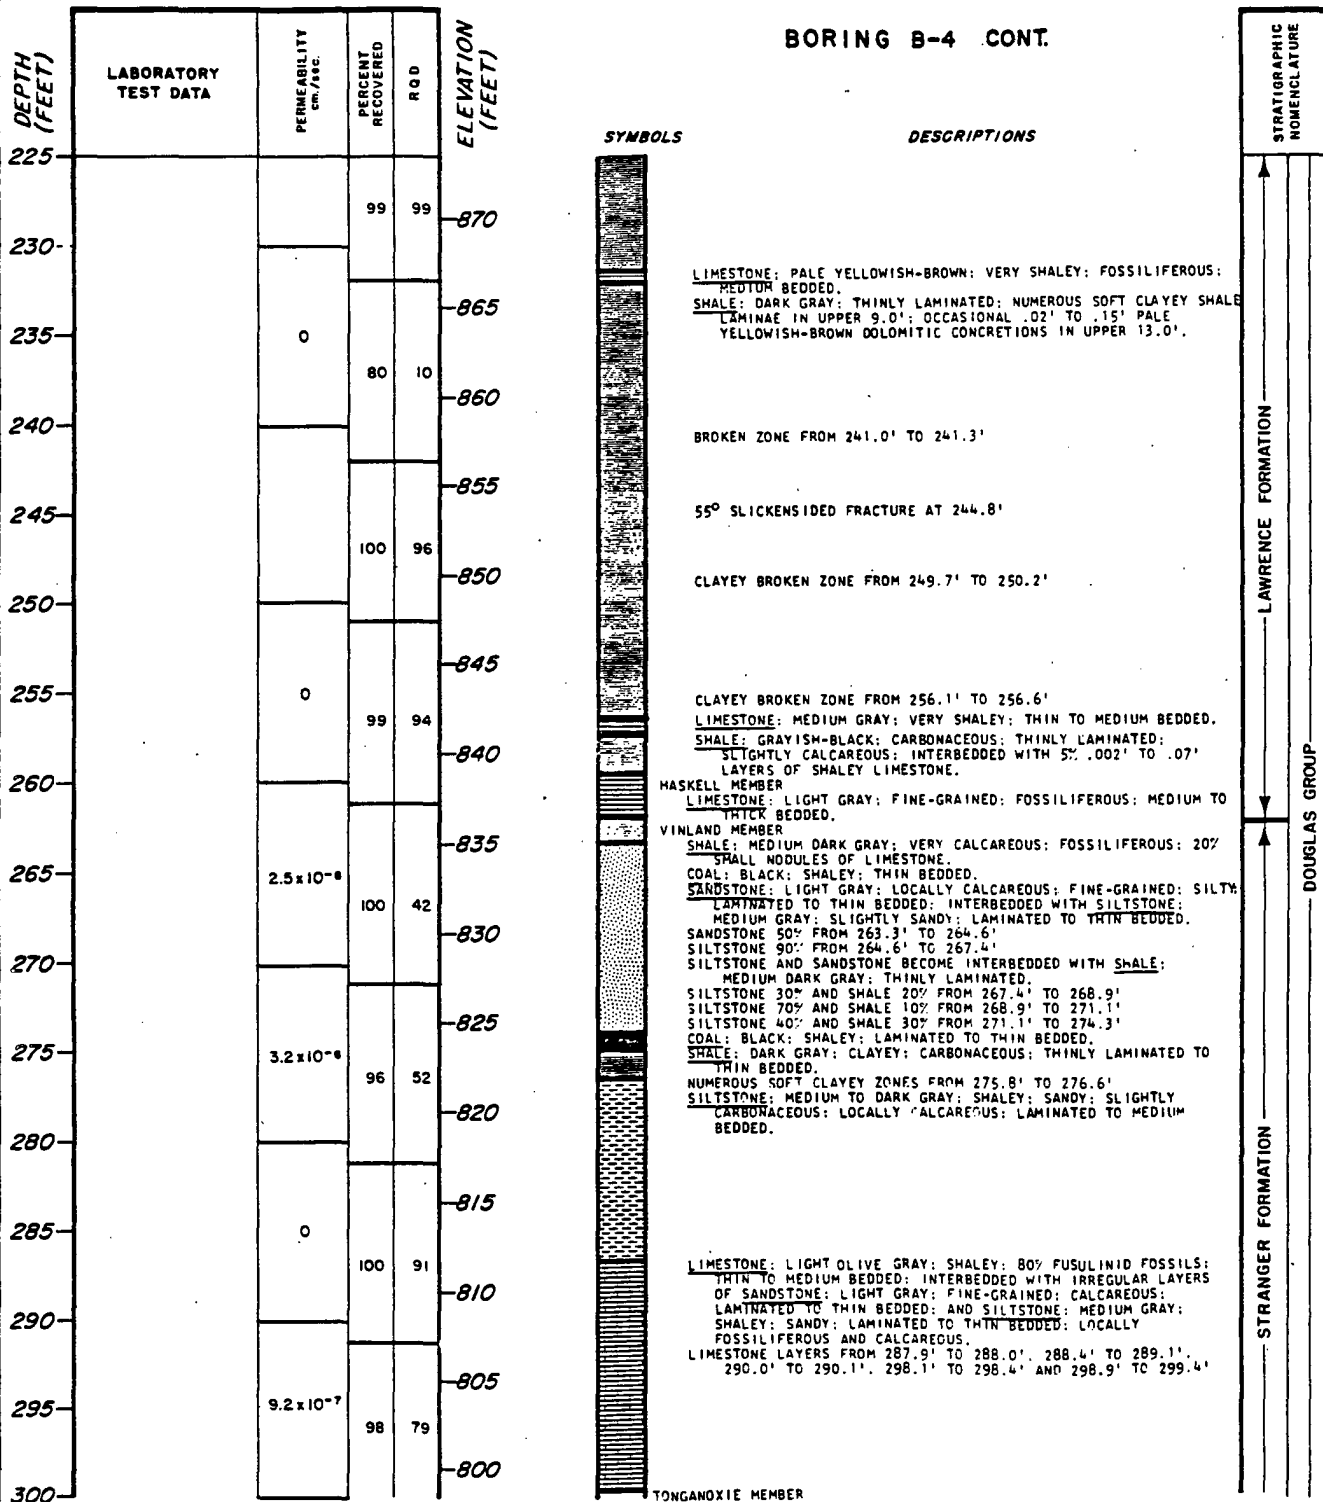 BORING B-4 CONT.
DEPTH
(FEET)
LABORATORY
TEST DATA
PERMEABILITY
cm./sec.
PERCENT
RECOVERED
RQD
ELEVATION
(FEET)
SYMBOLS
DESCRIPTIONS
STRATIGRAPHIC
NOMENCLATURE
225
230
235
240
245
250
255
260
265
270
275
280
285
290
295
300
0
0
2.5x10-6
3.2x10-6
0
9.2x10-7
99 99
80 10
100 96
99 94
100 42
96 52
100 91
98 79
870
865
860
855
850
845
840
835
830
825
820
815
810
805
800
LIMESTONE: PALE YELLOWISH-BROWN; VERY SHALEY; FOSSILIFEROUS;
MEDIUM BEDDED.
SHALE: DARK GRAY; THINLY LAMINATED; NUMEROUS SOFT CLAYEY SHALE
LAMINAE IN UPPER 9.0'; OCCASIONAL .02' TO .15' PALE
YELLOWISH-BROWN DOLOMITIC CONCRETIONS IN UPPER 13.0'.
BROKEN ZONE FROM 241.0' TO 241.3'
55° SLICKENSIDED FRACTURE AT 244.8'
CLAYEY BROKEN ZONE FROM 249.7' TO 250.2'
CLAYEY BROKEN ZONE FROM 256.1' TO 256.6'
LIMESTONE: MEDIUM GRAY; VERY SHALEY; THIN TO MEDIUM BEDDED.
SHALE: GRAYISH-BLACK; CARBONACEOUS; THINLY LAMINATED;
SLIGHTLY CALCAREOUS; INTERBEDDED WITH 5% .002' TO .07'
LAYERS OF SHALEY LIMESTONE.
HASKELL MEMBER
LIMESTONE: LIGHT GRAY; FINE-GRAINED; FOSSILIFEROUS; MEDIUM TO
THICK BEDDED.
VINLAND MEMBER
SHALE: MEDIUM DARK GRAY; VERY CALCAREOUS; FOSSILIFEROUS; 20%
SMALL NODULES OF LIMESTONE.
COAL: BLACK; SHALEY; THIN BEDDED.
SANDSTONE: LIGHT GRAY; LOCALLY CALCAREOUS; FINE-GRAINED; SILTY;
LAMINATED TO THIN BEDDED; INTERBEDDED WITH SILTSTONE;
MEDIUM GRAY; SLIGHTLY SANDY; LAMINATED TO THIN BEDDED.
SANDSTONE 50% FROM 263.3' TO 264.6'
SILTSTONE 90% FROM 264.6' TO 267.4'
SILTSTONE AND SANDSTONE BECOME INTERBEDDED WITH SHALE;
MEDIUM DARK GRAY; THINLY LAMINATED.
SILTSTONE 30% AND SHALE 20% FROM 267.4' TO 268.9'
SILTSTONE 70% AND SHALE 10% FROM 268.9' TO 271.1'
SILTSTONE 40% AND SHALE 30% FROM 271.1' TO 274.3'
COAL: BLACK; SHALEY; LAMINATED TO THIN BEDDED.
SHALE: DARK GRAY; CLAYEY; CARBONACEOUS; THINLY LAMINATED TO
THIN BEDDED.
NUMEROUS SOFT CLAYEY ZONES FROM 275.8' TO 276.6'
SILTSTONE: MEDIUM TO DARK GRAY; SHALEY; SANDY; SLIGHTLY
CARBONACEOUS; LOCALLY CALCAREOUS; LAMINATED TO MEDIUM
BEDDED.
LIMESTONE: LIGHT OLIVE GRAY; SHALEY; 80% FUSULINID FOSSILS;
THIN TO MEDIUM BEDDED; INTERBEDDED WITH IRREGULAR LAYERS
OF SANDSTONE; LIGHT GRAY; FINE-GRAINED; CALCAREOUS;
LAMINATED TO THIN BEDDED; AND SILTSTONE; MEDIUM GRAY;
SHALEY; SANDY; LAMINATED TO THIN BEDDED; LOCALLY
FOSSILIFEROUS AND CALCAREOUS.
LIMESTONE LAYERS FROM 287.9' TO 288.0', 288.4' TO 289.1',
290.0' TO 290.1', 298.1' TO 298.4' AND 298.9' TO 299.4'
TONGANOXIE MEMBER
LAWRENCE FORMATION
STRANGER FORMATION
DOUGLAS GROUP